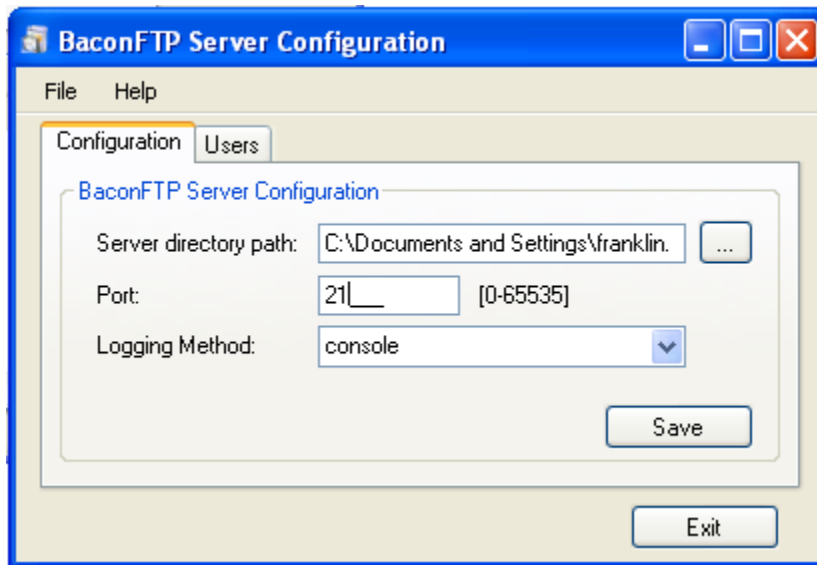 BaconFTP Server Configuration
File Help
Configuration Users
BaconFTP Server Configuration
Server directory path: C:\Documents and Settings\franklin. ...
Port: 21___ [0-65535]
Logging Method: console
Save
Exit